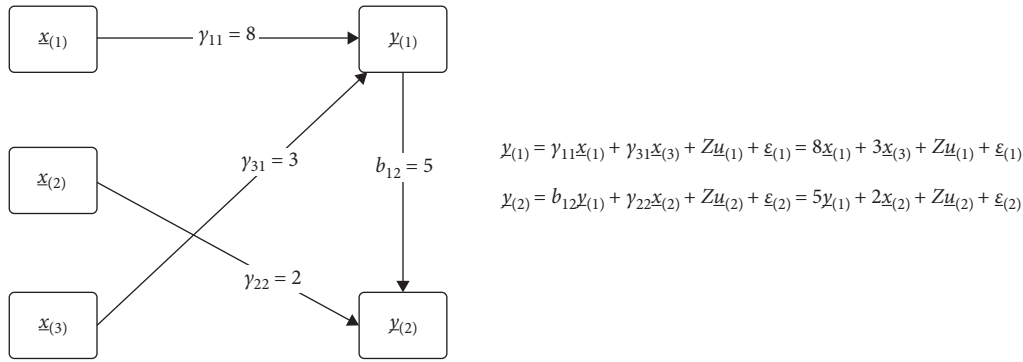 x₍₁₎
γ₁₁ = 8
y₍₁₎
x₍₂₎
γ₃₁ = 3
b₁₂ = 5
γ₂₂ = 2
x₍₃₎
y₍₂₎
y₍₁₎ = γ₁₁x₍₁₎ + γ₃₁x₍₃₎ + Zu₍₁₎ + ε₍₁₎ = 8x₍₁₎ + 3x₍₃₎ + Zu₍₁₎ + ε₍₁₎
y₍₂₎ = b₁₂y₍₁₎ + γ₂₂x₍₂₎ + Zu₍₂₎ + ε₍₂₎ = 5y₍₁₎ + 2x₍₂₎ + Zu₍₂₎ + ε₍₂₎